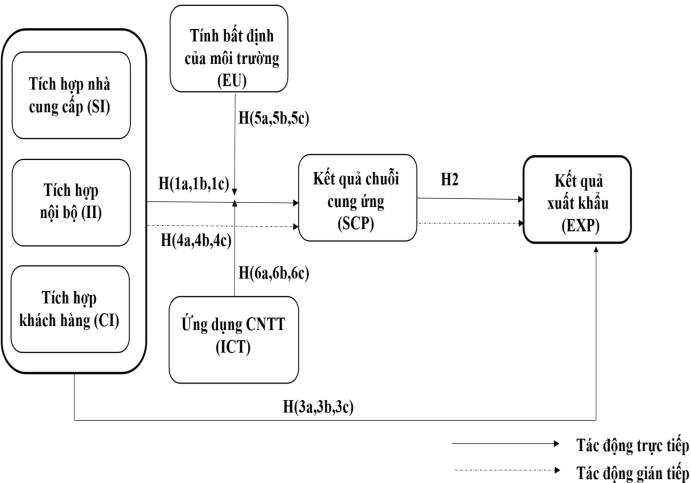 Tính bất định
của môi trường
(EU)
Tích hợp nhà
cung cấp (SI)
H(5a,5b,5c)
Tích hợp
nội bộ (II)
H(1a,1b,1c)
Kết quả chuỗi
cung ứng
(SCP)
H2
Kết quả
xuất khẩu
(EXP)
H(4a,4b,4c)
H(6a,6b,6c)
Tích hợp
khách hàng (CI)
Ứng dụng CNTT
(ICT)
H(3a,3b,3c)
Tác động trực tiếp
Tác động gián tiếp